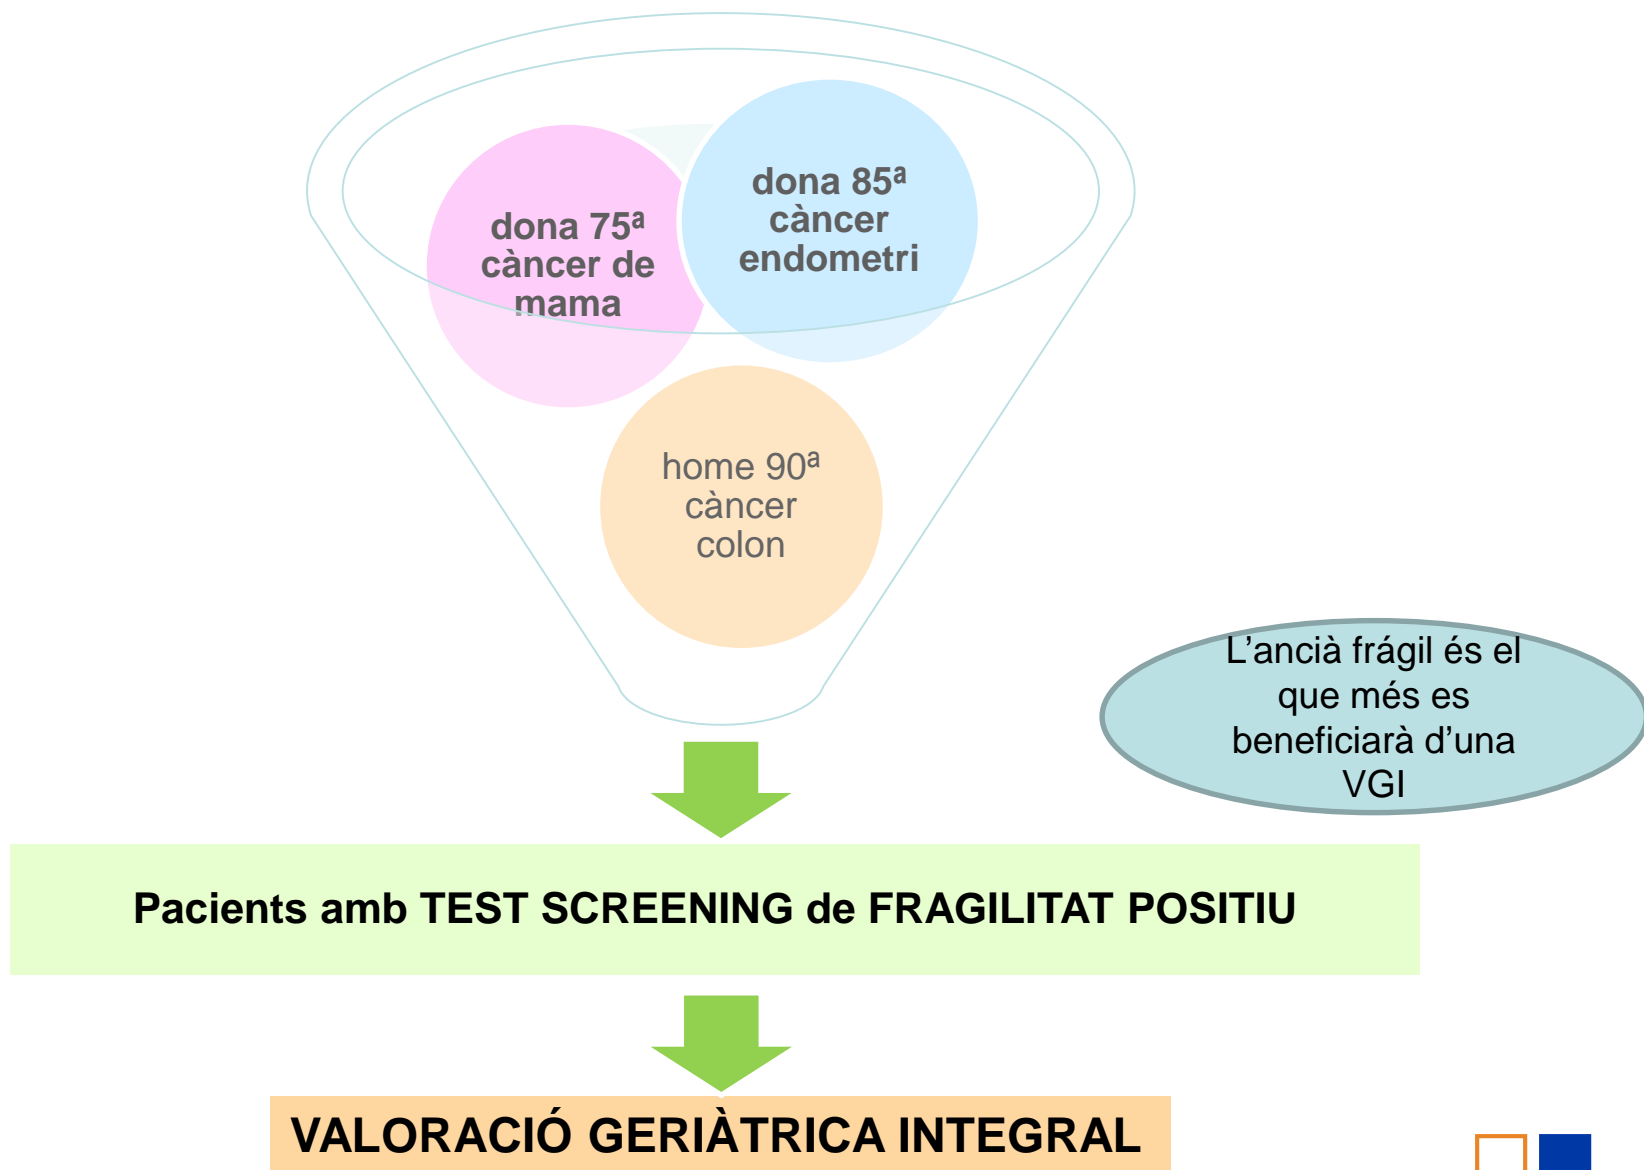 dona 75ª
càncer de
mama
dona 85ª
càncer
endometri
home 90ª
càncer
colon
L’ancià frágil és el
que més es
beneficiarà d’una
VGI
Pacients amb TEST SCREENING de FRAGILITAT POSITIU
VALORACIÓ GERIÀTRICA INTEGRAL